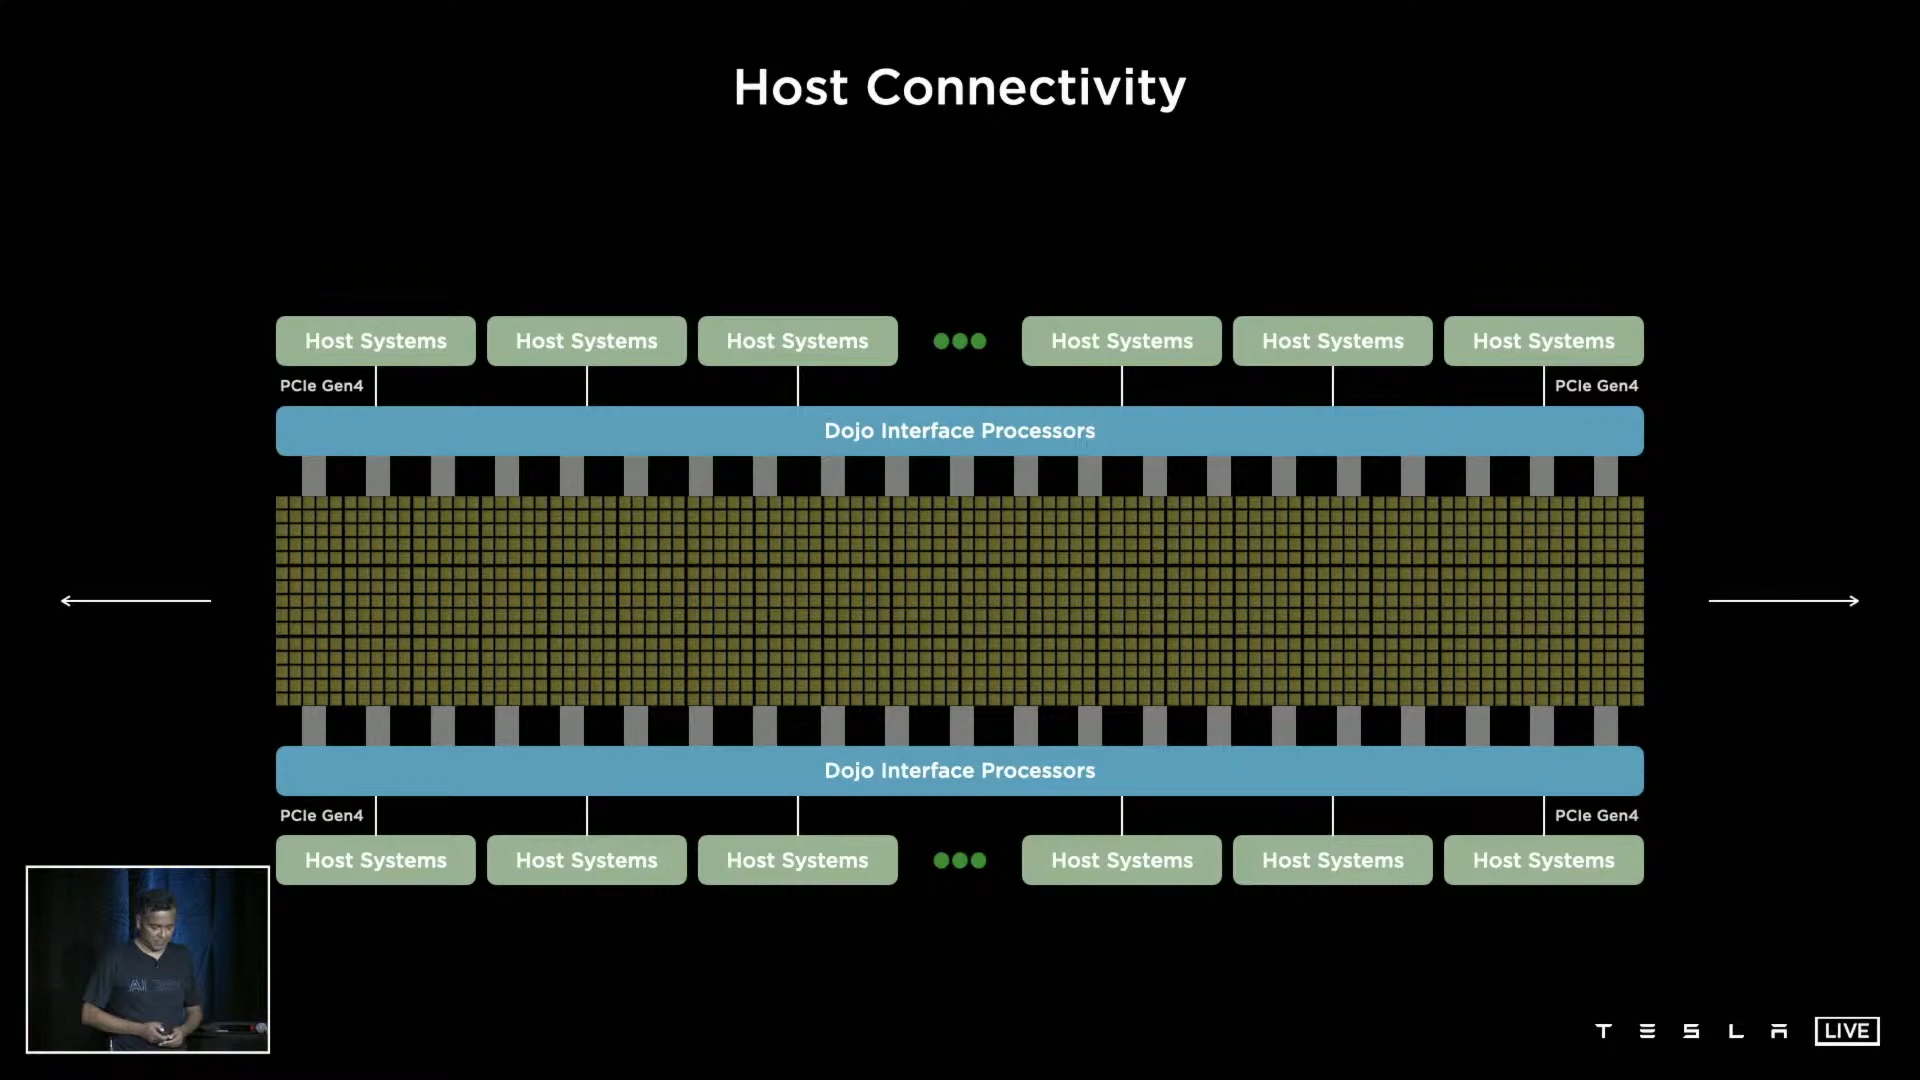 Host Connectivity
Host Systems Host Systems Host Systems Host Systems Host Systems Host Systems
PCIe Gen4 PCIe Gen4
Dojo Interface Processors
Dojo Interface Processors
PCIe Gen4 PCIe Gen4
Host Systems Host Systems Host Systems Host Systems Host Systems Host Systems
AI
TESLA LIVE